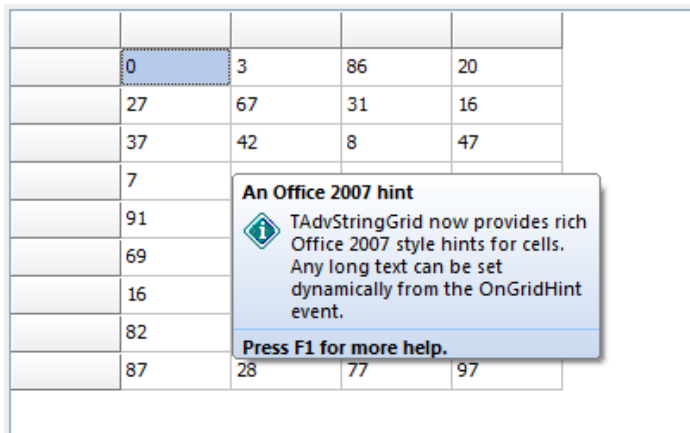 0 3 86 20
27 67 31 16
37 42 8 47
7
91
69
16
82
An Office 2007 hint
TAdvStringGrid now provides rich
Office 2007 style hints for cells.
Any long text can be set
dynamically from the OnGridHint
event.
Press F1 for more help.
87 28 77 97